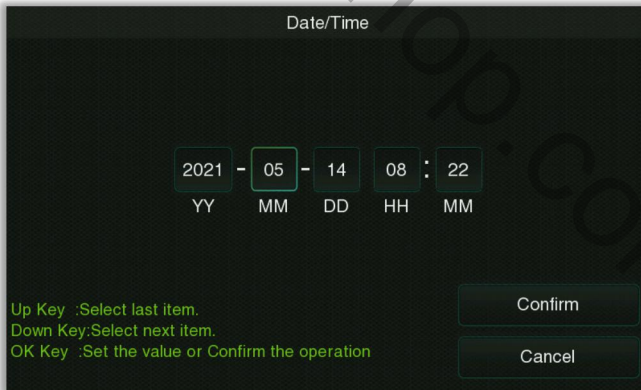 Date/Time
2021 - 05 - 14 08 : 22
YY MM DD HH MM
Up Key :Select last item.
Down Key:Select next item.
OK Key :Set the value or Confirm the operation
Confirm
Cancel